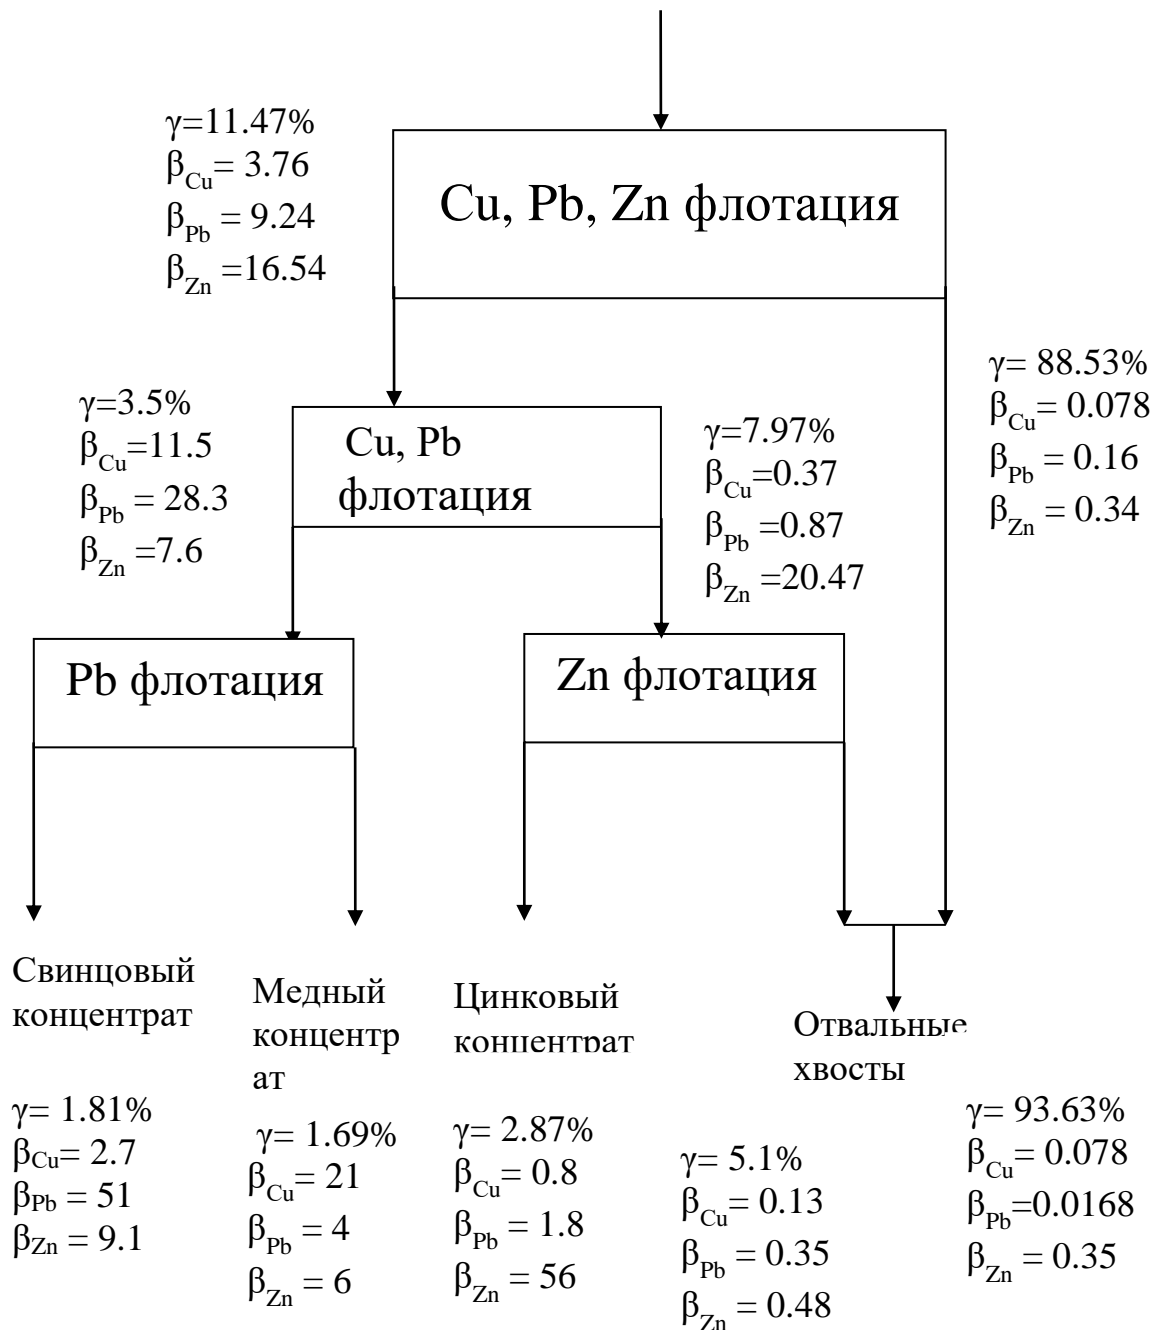 γ=11.47%
βCu= 3.76
βPb = 9.24
βZn =16.54
Cu, Pb, Zn флотация
γ= 88.53%
βCu= 0.078
βPb = 0.16
βZn = 0.34
γ=3.5%
βCu=11.5
βPb = 28.3
βZn =7.6
Cu, Pb
флотация
γ=7.97%
βCu=0.37
βPb=0.87
βZn =20.47
Pb флотация
Zn флотация
Свинцовый
концентрат
γ= 1.81%
βCu= 2.7
βPb = 51
βZn = 9.1
Медный
концентр
ат
γ= 1.69%
βCu= 21
βPb = 4
βZn = 6
Цинковый
концентрат
γ= 2.87%
βCu= 0.8
βPb = 1.8
βZn = 56
γ= 5.1%
βCu= 0.13
βPb = 0.35
βZn = 0.48
Отвальные
хвосты
γ= 93.63%
βCu= 0.078
βPb=0.0168
βZn = 0.35